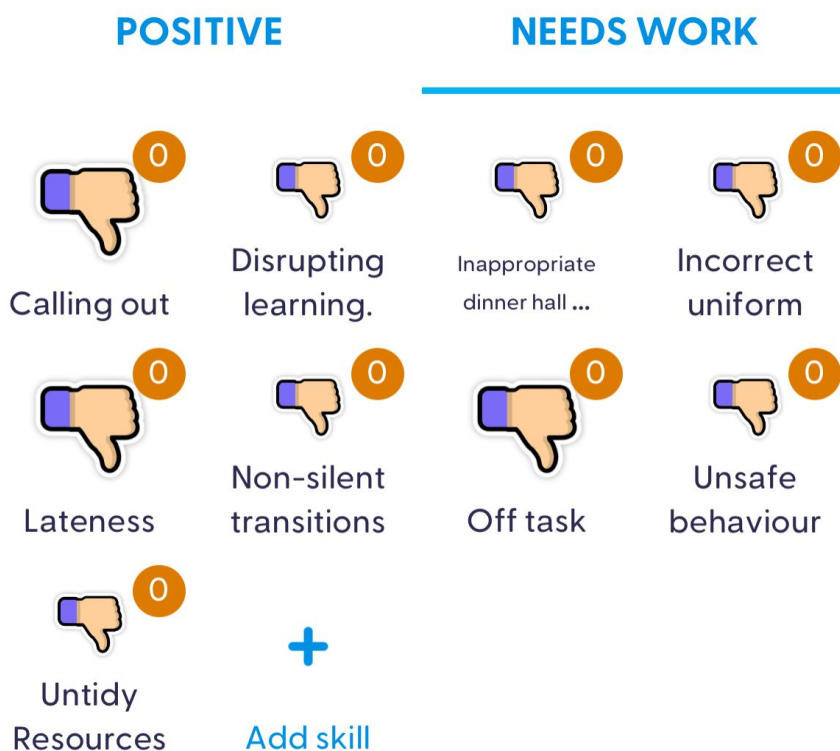 POSITIVE NEEDS WORK
0 0 0 0
Calling out
Disrupting
learning.
Inappropriate
dinner hall ...
Incorrect
uniform
0 0 0 0
Lateness
Non-silent
transitions
Off task
Unsafe
behaviour
0
Untidy
Resources
+
Add skill